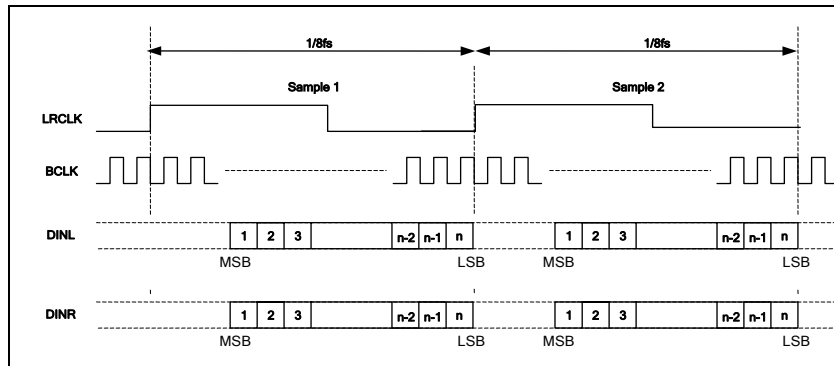 1/8fs 1/8fs
Sample 1 Sample 2
LRCLK
BCLK
DINL 1 2 3 n-2 n-1 n 1 2 3 n-2 n-1 n
MSB LSB MSB LSB
DINR 1 2 3 n-2 n-1 n 1 2 3 n-2 n-1 n
MSB LSB MSB LSB